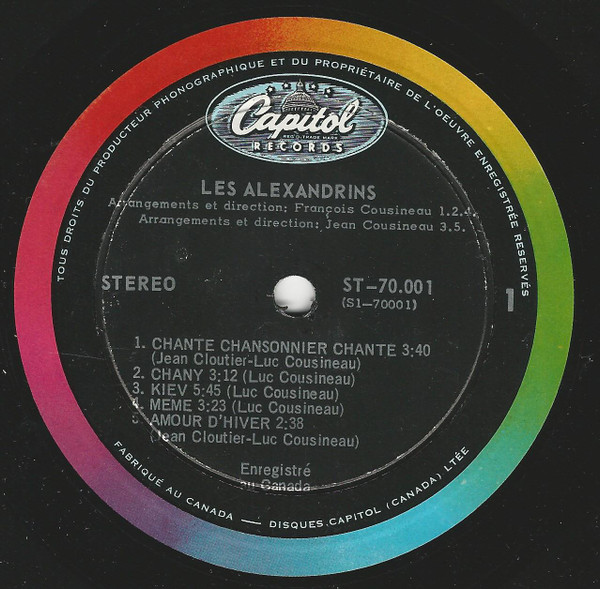 TOUS DROITS DU PRODUCTEUR PHONOGRAPHIQUE ET DU PROPRIÉTAIRE DE L'OEUVRE ENREGISTRÉE RESERVÉS
Capitol
REG'D. TRADE MARK
RECORDS
LES ALEXANDRINS
Arrangements et direction: François Cousineau 1.2.4.
Arrangements et direction: Jean Cousineau 3.5.
STEREO
ST-70.001
(S1-70001)
1
1. CHANTE CHANSONNIER CHANTE 3:40
(Jean Cloutier-Luc Cousineau)
2. CHANY 3:12 (Luc Cousineau)
3. KIEV 5:45 (Luc Cousineau)
4. MEME 3:23 (Luc Cousineau)
5 AMOUR D'HIVER 2:38
(Jean Cloutier-Luc Cousineau)
Enregistré
au Canada
FABRIQUÉ AU CANADA — DISQUES CAPITOL (CANADA) LTÉE